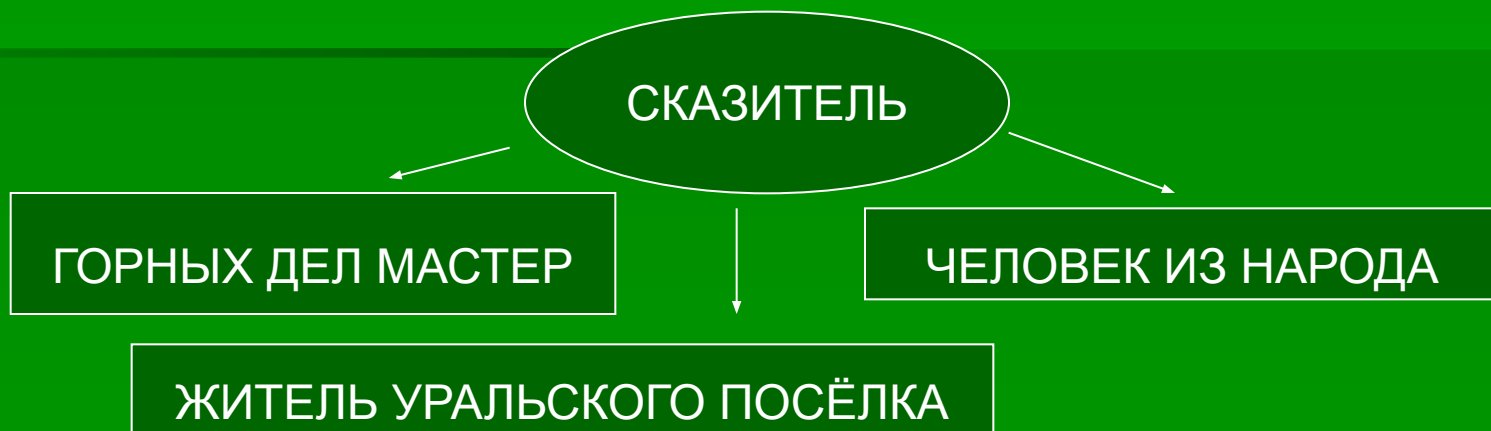 СКАЗИТЕЛЬ
ГОРНЫХ ДЕЛ МАСТЕР
ЧЕЛОВЕК ИЗ НАРОДА
ЖИТЕЛЬ УРАЛЬСКОГО ПОСЁЛКА